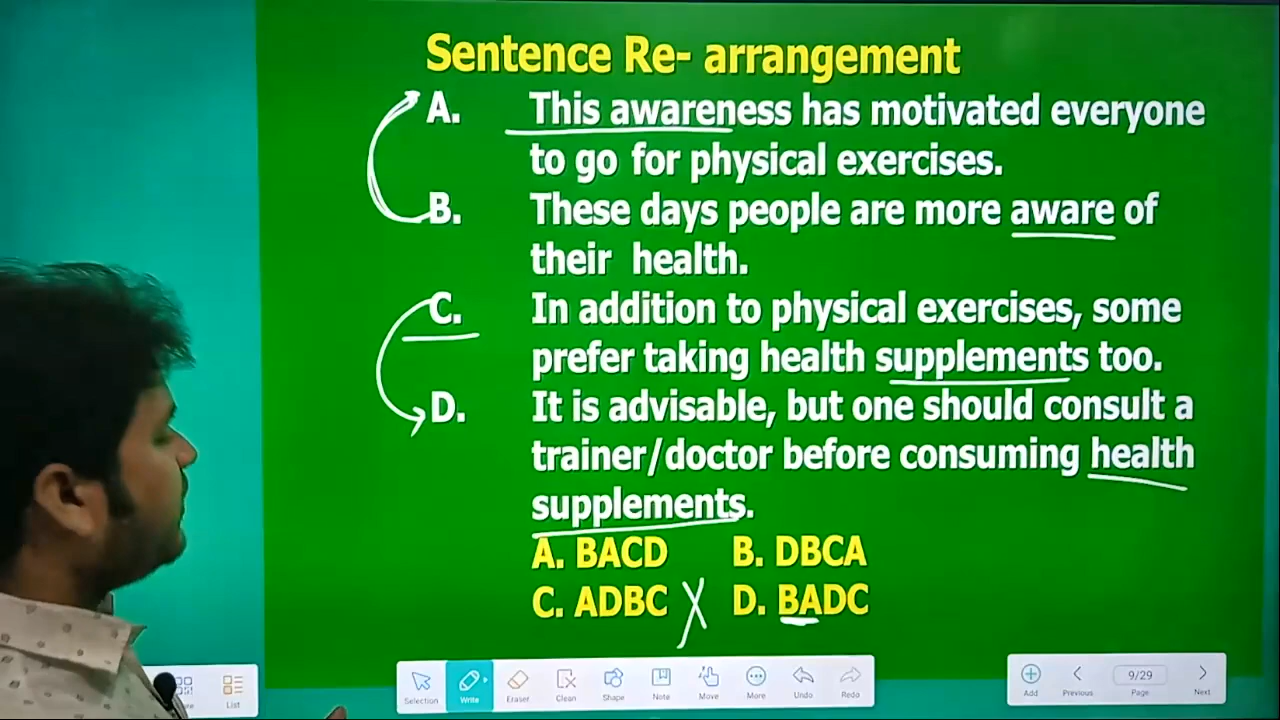 Sentence Re- arrangement
A. This awareness has motivated everyone
to go for physical exercises.
B. These days people are more aware of
their health.
C. In addition to physical exercises, some
prefer taking health supplements too.
D. It is advisable, but one should consult a
trainer/doctor before consuming health
supplements.
A. BACD B. DBCA
C. ADBC D. BADC
List
Selection Write Eraser Clean Shape Note Move More Undo Redo
Add Previous 9/29 Page Next